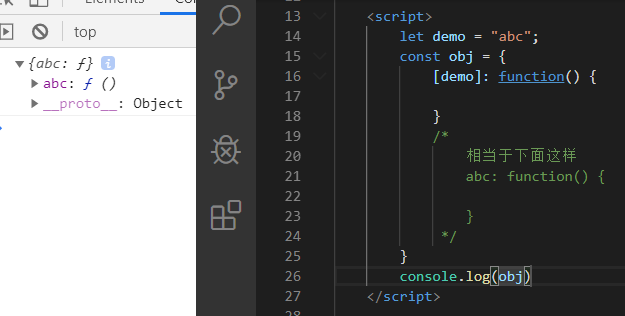 Elements
Co
top
▼{abc: ƒ} i
▶ abc: ƒ ()
▶ __proto__: Object
13 <script>
14 let demo = "abc";
15 const obj = {
16 [demo]: function() {
17
18 }
19 /*
20 相当于下面这样
21 abc: function() {
22
23 }
24 */
25 }
26 console.log(obj)
27 </script>
28